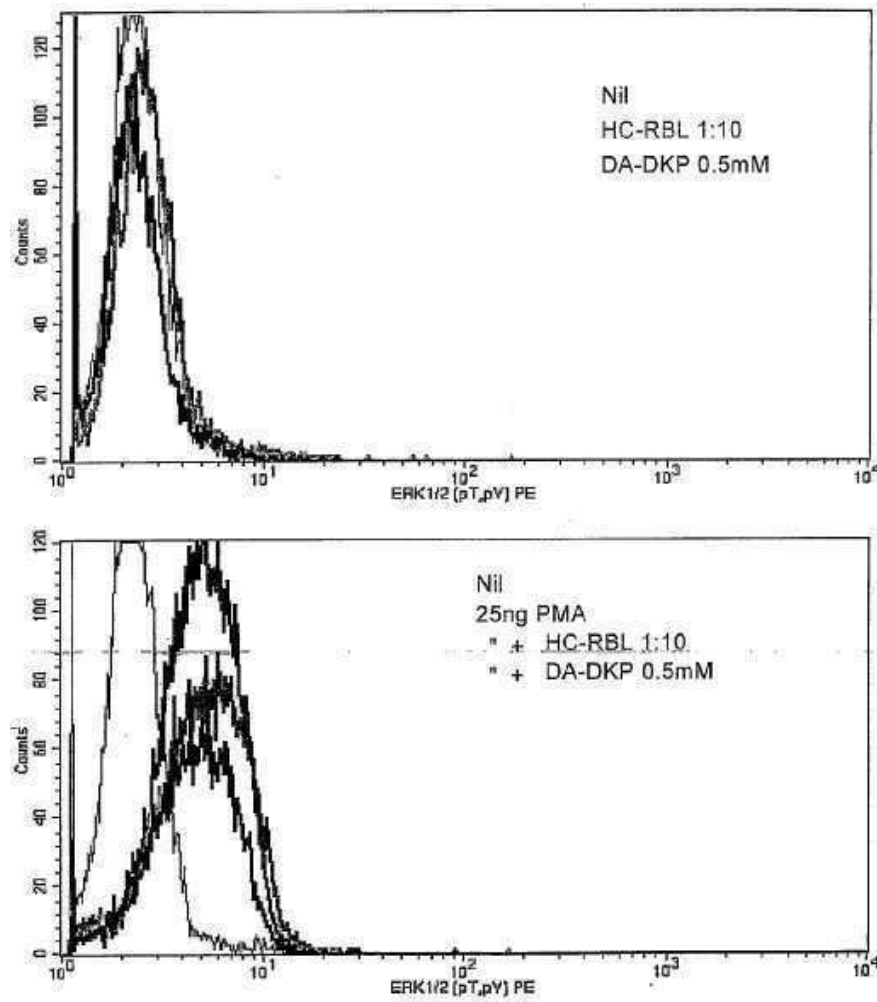 120
100
80
60
40
20
0
Counts
Nil
HC-RBL 1:10
DA-DKP 0.5mM
10^0 10^1 10^2 10^3 10^4
ERK1/2 (pT,pV) PE
120
100
80
60
40
20
0
Counts
Nil
25ng PMA
" + HC-RBL 1:10
" + DA-DKP 0.5mM
10^0 10^1 10^2 10^3 10^4
ERK1/2 (pT,pV) PE